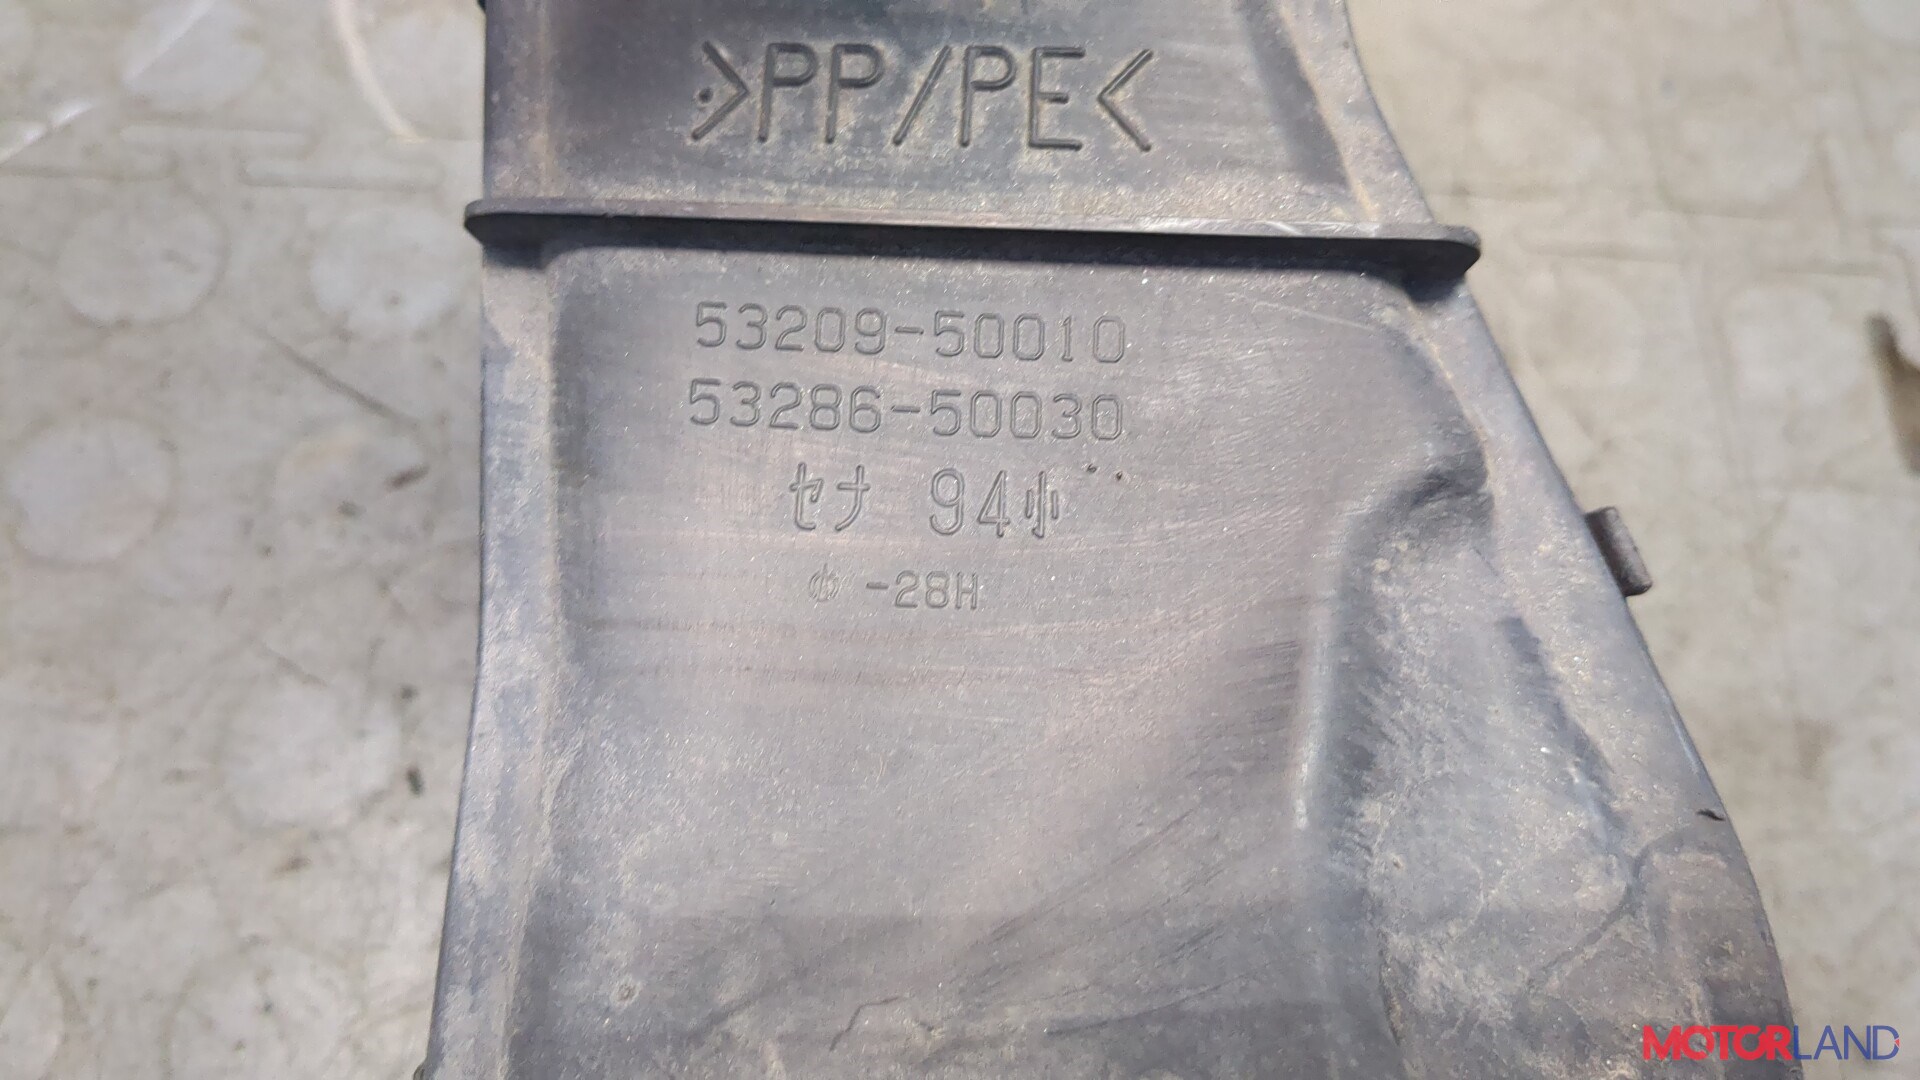 >PP/PE<
53209-50010
53286-50030
セナ 94小
-28H
MOTORLAND